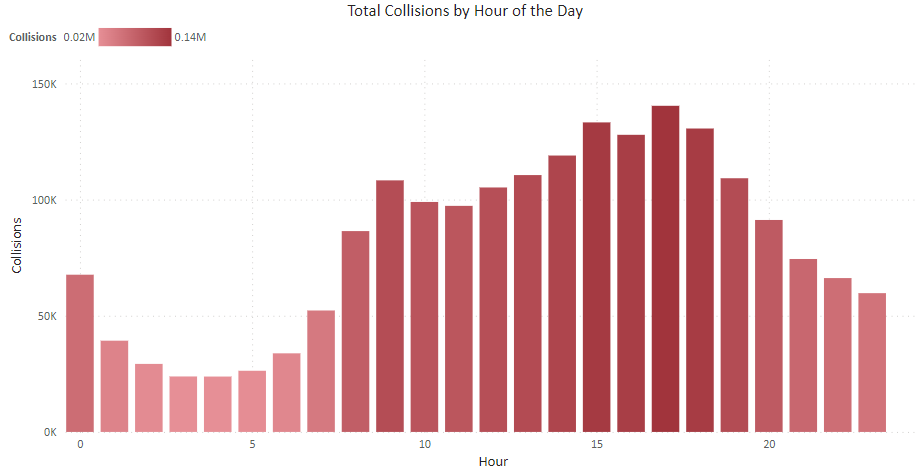 Total Collisions by Hour of the Day
Collisions 0.02M 0.14M
150K
100K
50K
0K
Collisions
0 5 10 15 20
Hour